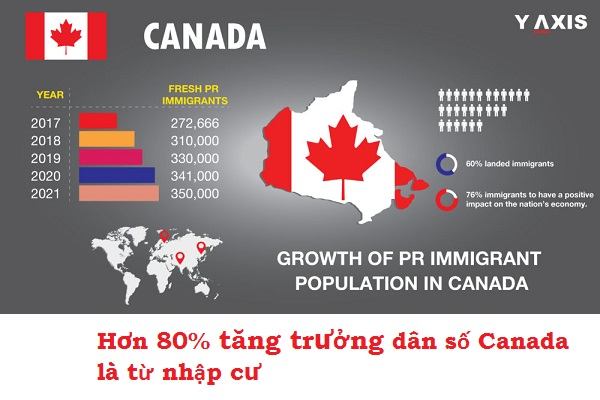 CANADA
Y AXIS
YEAR FRESH PR
IMMIGRANTS
2017 272,666
2018 310,000
2019 330,000
2020 341,000
2021 350,000
60% landed immigrants
76% immigrants to have a positive
impact on the nation's economy.
GROWTH OF PR IMMIGRANT
POPULATION IN CANADA
Hơn 80% tăng trưởng dân số Canada
là từ nhập cư